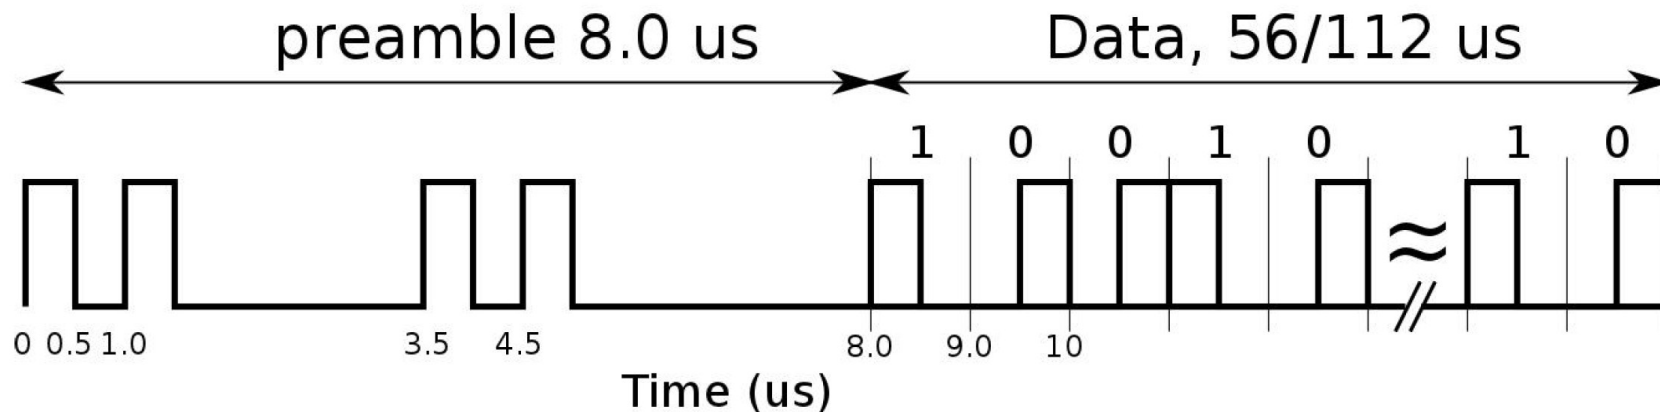 preamble 8.0 us Data, 56/112 us
1 0 0 1 0 ≈ 1 0
0 0.5 1.0 3.5 4.5 8.0 9.0 10
Time (us)